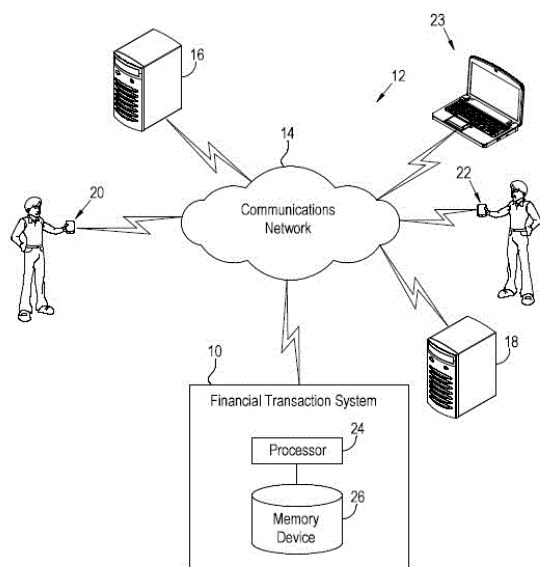 23
16
12
14
20
22
Communications
Network
18
10
Financial Transaction System
24
Processor
26
Memory
Device